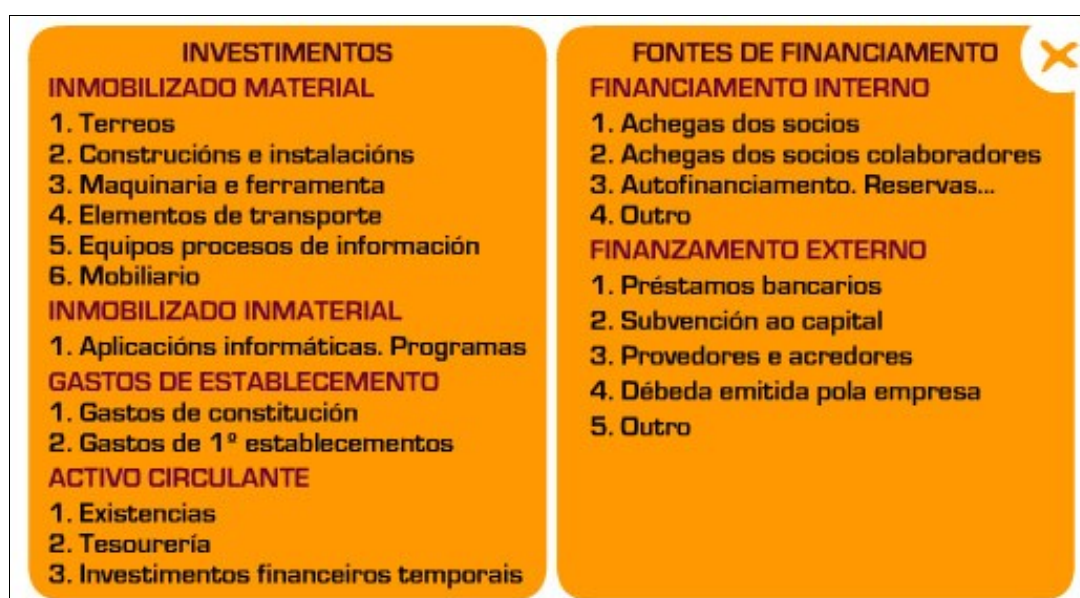 INVESTIMENTOS
INMOBILIZADO MATERIAL
1. Terreos
2. Construcións e instalacións
3. Maquinaria e ferramenta
4. Elementos de transporte
5. Equipos procesos de información
6. Mobiliario
INMOBILIZADO INMATERIAL
1. Aplicacións informáticas. Programas
GASTOS DE ESTABLECEMENTO
1. Gastos de constitución
2. Gastos de 1º establecementos
ACTIVO CIRCULANTE
1. Existencias
2. Tesourería
3. Investimentos financeiros temporais
FONTES DE FINANCIAMENTO
FINANCIAMENTO INTERNO
1. Achegas dos socios
2. Achegas dos socios colaboradores
3. Autofinanciamento. Reservas...
4. Outro
FINANZAMENTO EXTERNO
1. Préstamos bancarios
2. Subvención ao capital
3. Provedores e acredores
4. Débeda emitida pola empresa
5. Outro